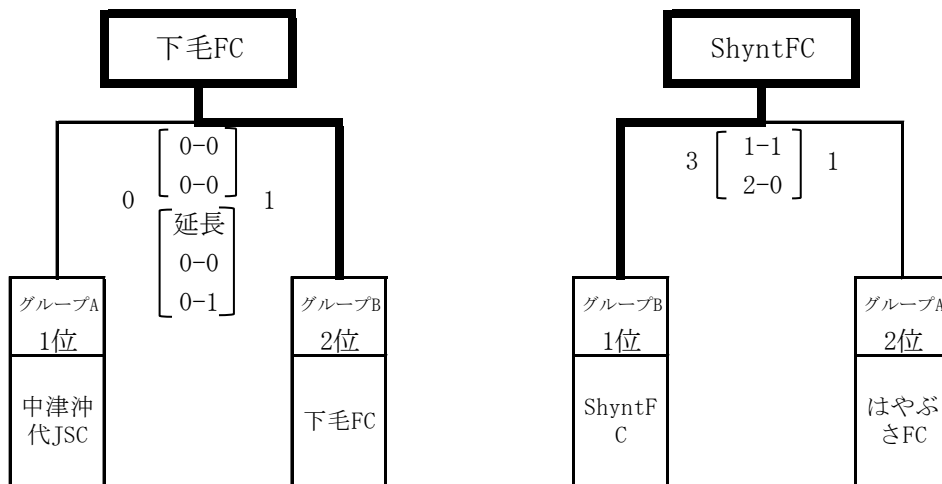 下毛FC
ShyntFC
0-0
0-0
0
1
延長
0-0
0-1
3
1-1
2-0
1
グループA
1位
中津沖
代JSC
グループB
2位
下毛FC
グループB
1位
ShyntF
C
グループA
2位
はやぶ
さFC